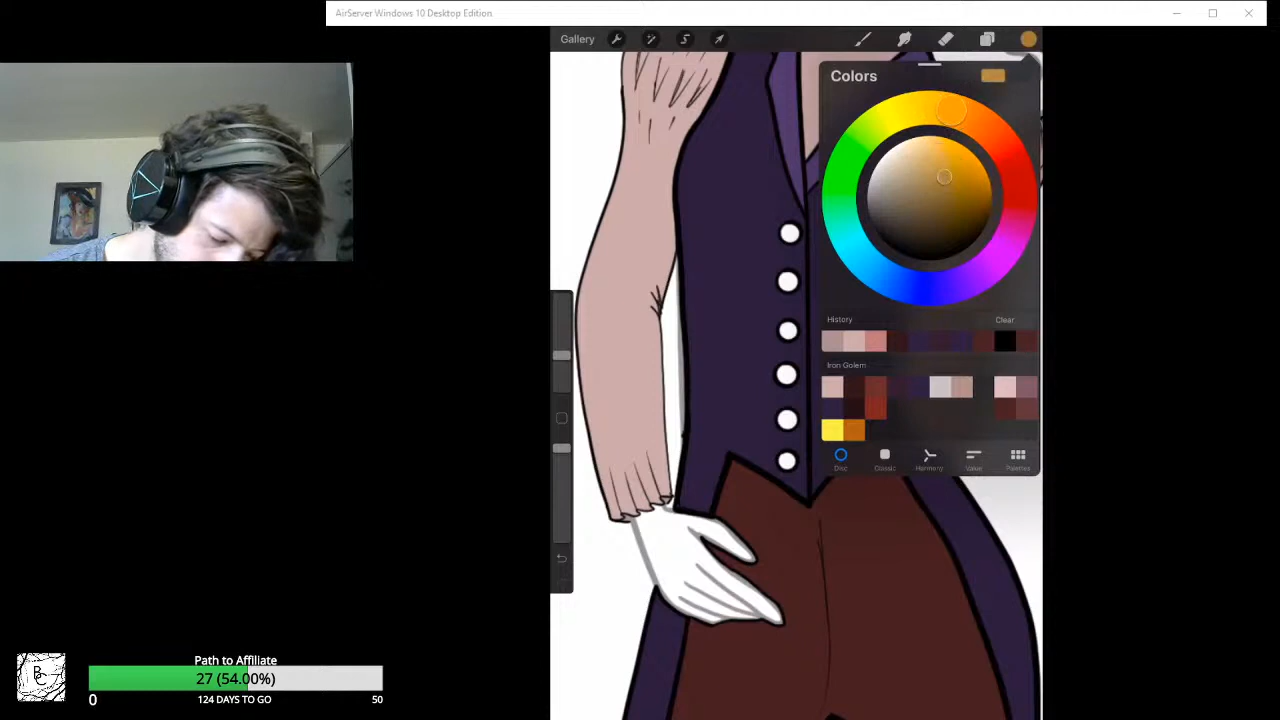 AirServer Windows 10 Desktop Edition
Gallery
Colors
History
Clear
Iron Golem
Disc
Classic
Harmony
Value
Palettes
Path to Affiliate
27 (54.00%)
0
124 DAYS TO GO
50